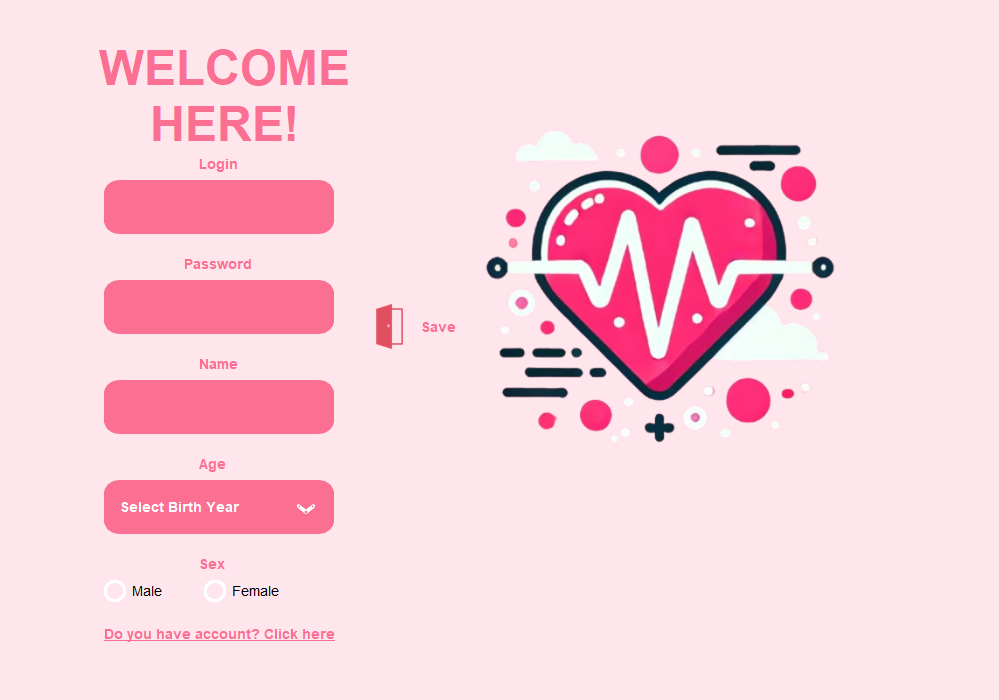 WELCOME
HERE!
Login
Password
Save
Name
Age
Select Birth Year
Sex
Male Female
Do you have account? Click here